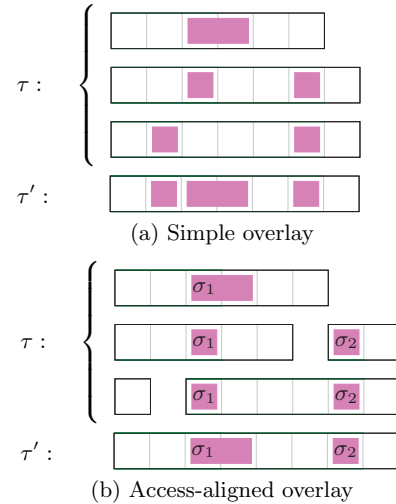 τ :
τ′ :
(a) Simple overlay
σ₁
τ :
σ₁ σ₂
σ₁ σ₂
τ′ : σ₁ σ₂
(b) Access-aligned overlay